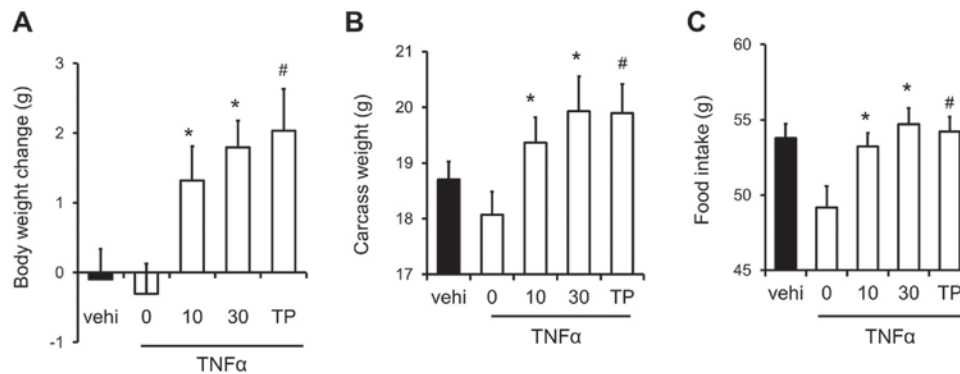 A
Body weight change (g)
3
2
1
0
-1
*
*
#
vehi 0 10 30 TP
TNFα
B
Carcass weight (g)
21
20
19
18
17
*
*
#
vehi 0 10 30 TP
TNFα
C
Food intake (g)
60
55
50
45
*
*
#
vehi 0 10 30 TP
TNFα